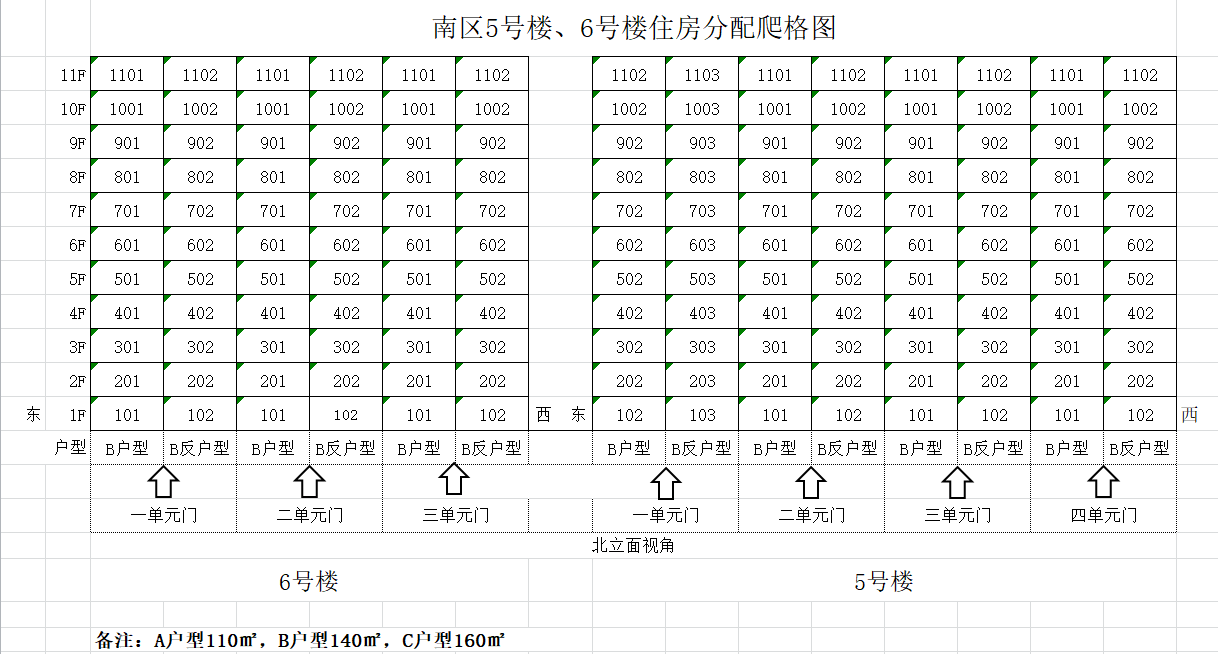 南区5号楼、6号楼住房分配爬格图
11F 1101 1102 1101 1102 1101 1102 1102 1103 1101 1102 1101 1102 1101 1102
10F 1001 1002 1001 1002 1001 1002 1002 1003 1001 1002 1001 1002 1001 1002
9F 901 902 901 902 901 902 902 903 901 902 901 902 901 902
8F 801 802 801 802 801 802 802 803 801 802 801 802 801 802
7F 701 702 701 702 701 702 702 703 701 702 701 702 701 702
6F 601 602 601 602 601 602 602 603 601 602 601 602 601 602
5F 501 502 501 502 501 502 502 503 501 502 501 502 501 502
4F 401 402 401 402 401 402 402 403 401 402 401 402 401 402
3F 301 302 301 302 301 302 302 303 301 302 301 302 301 302
2F 201 202 201 202 201 202 202 203 201 202 201 202 201 202
东 1F 101 102 101 102 101 102 西 东 102 103 101 102 101 102 101 102 西
户型 B户型 B反户型 B户型 B反户型 B户型 B反户型 B户型 B反户型 B户型 B反户型 B户型 B反户型 B户型 B反户型
一单元门 二单元门 三单元门 一单元门 二单元门 三单元门 四单元门
北立面视角
6号楼 5号楼
备注：A户型110㎡，B户型140㎡，C户型160㎡